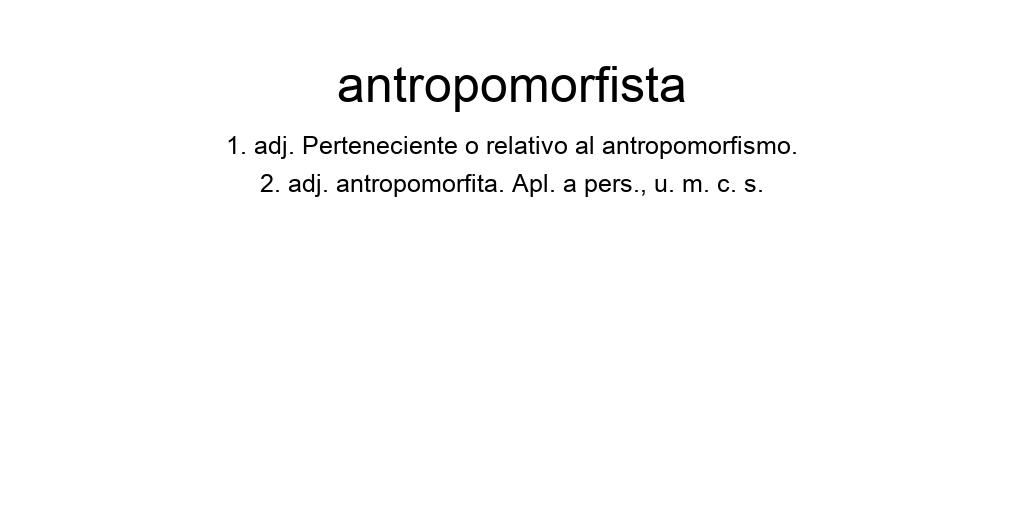 antropomorfista
1. adj. Perteneciente o relativo al antropomorfismo.
2. adj. antropomorfita. Apl. a pers., u. m. c. s.